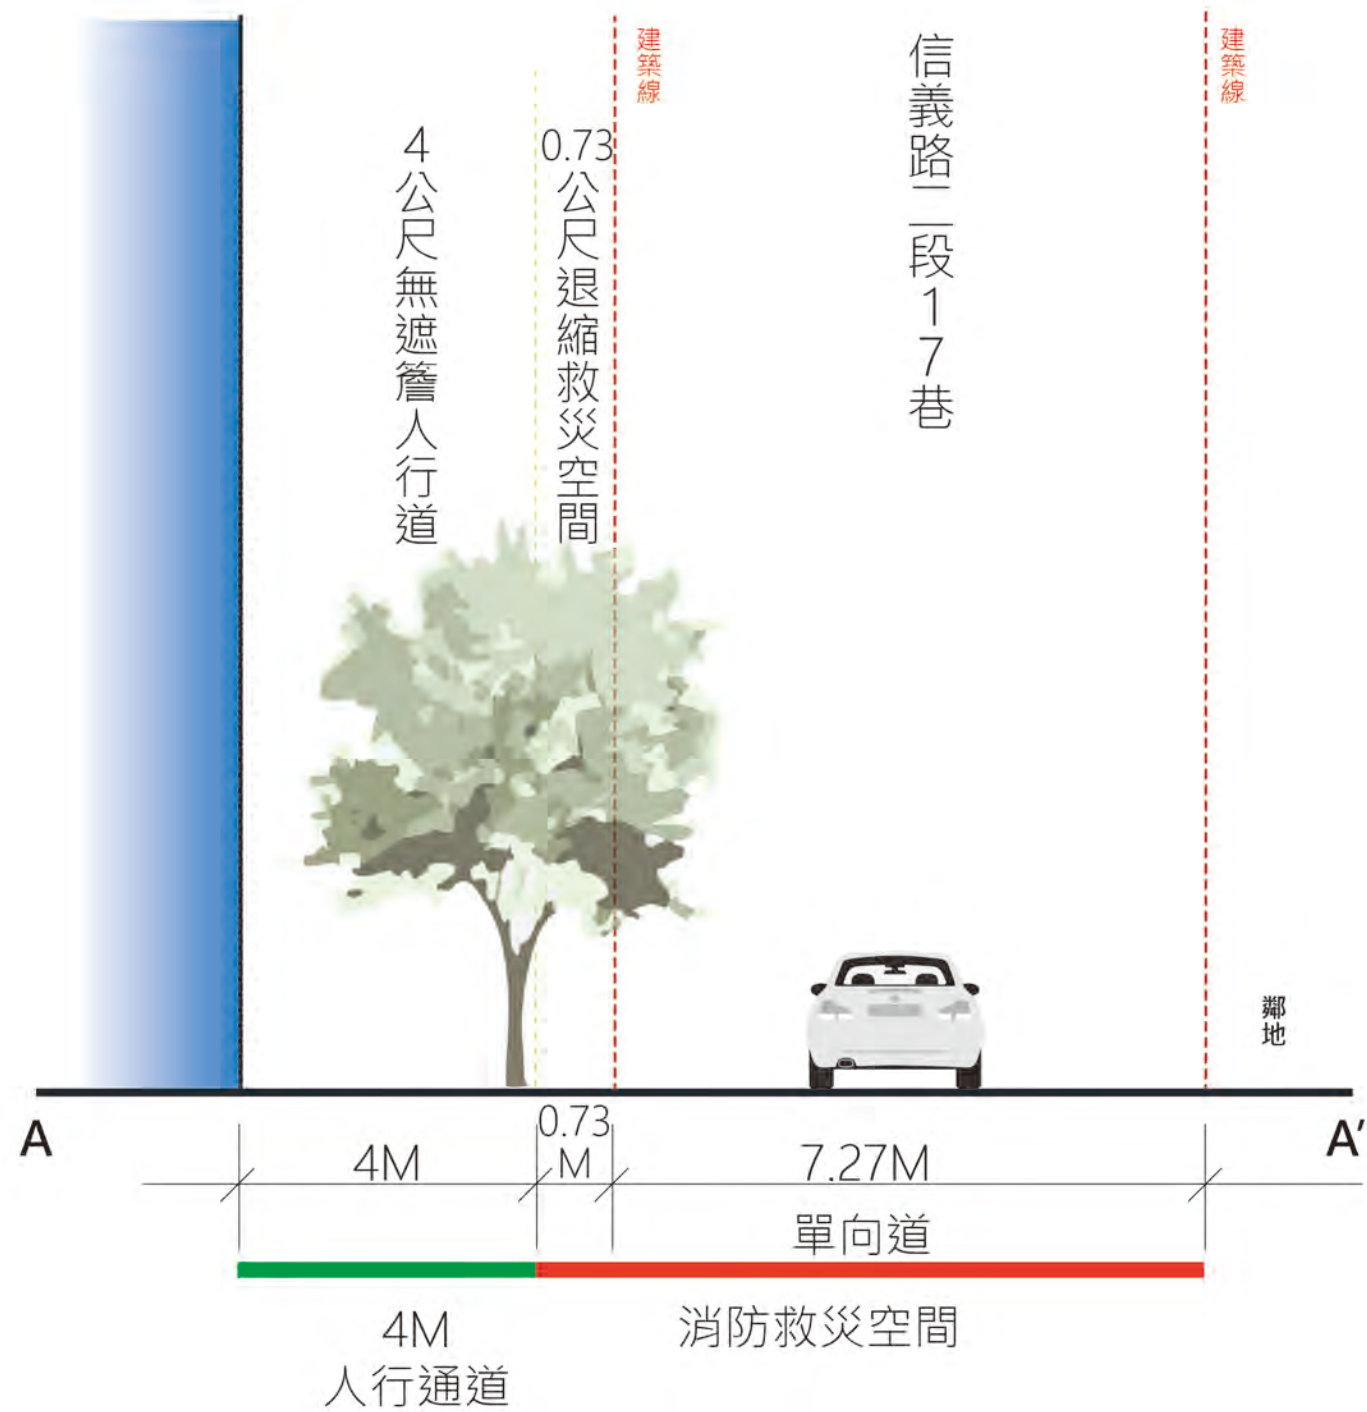 4公尺無遮簷人行道
0.73公尺退縮救災空間
建築線
信義路二段17巷
建築線
鄰地
A
A'
4M
0.73
M
7.27M
單向道
4M
人行通道
消防救災空間